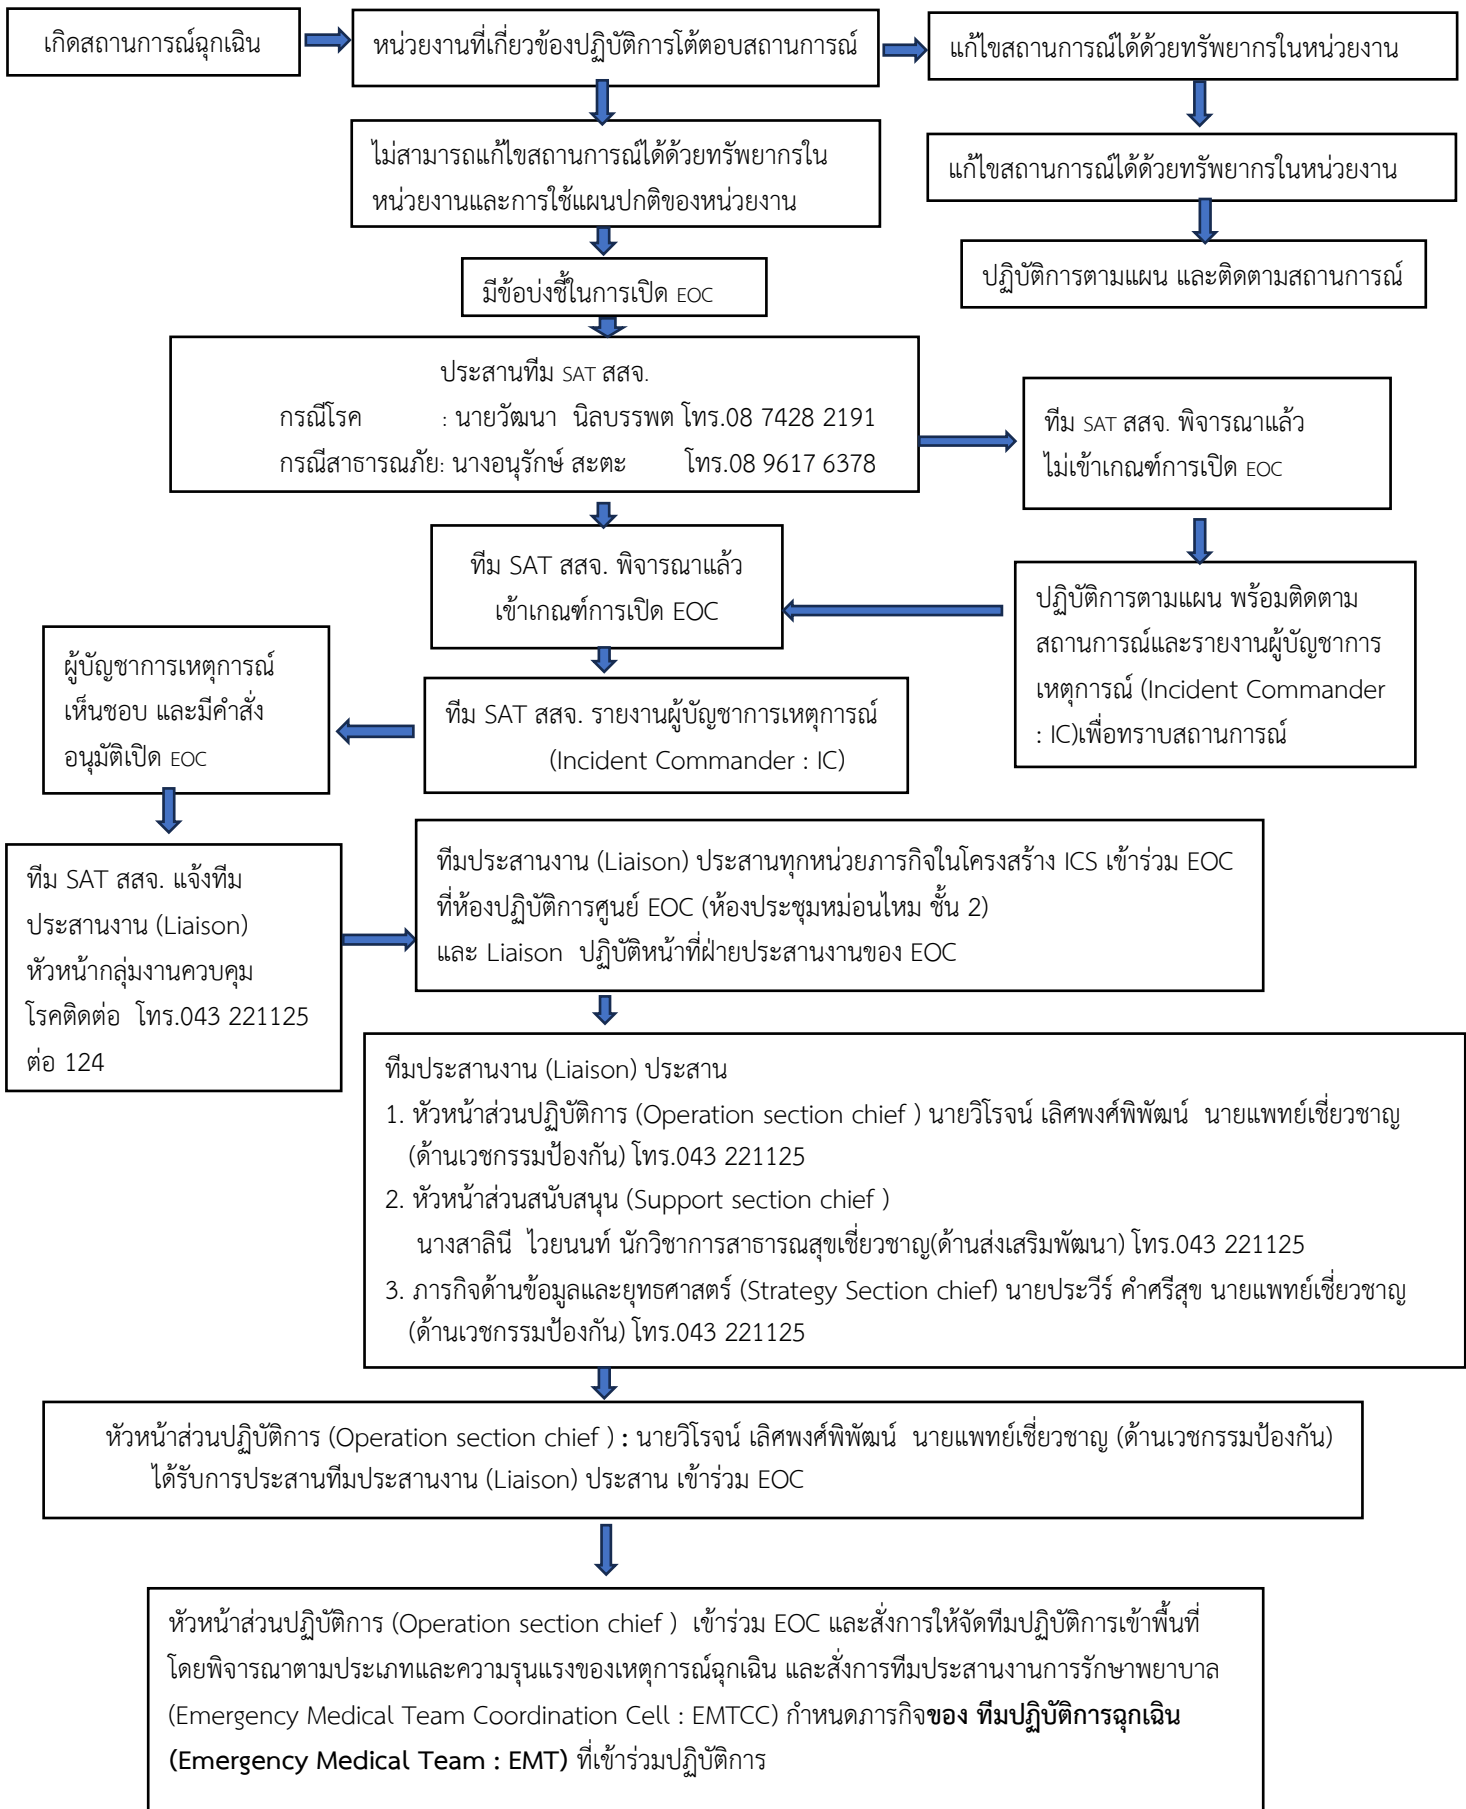 เกิดสถานการณ์ฉุกเฉิน
หน่วยงานที่เกี่ยวข้องปฏิบัติการโต้ตอบสถานการณ์
แก้ไขสถานการณ์ได้ด้วยทรัพยากรในหน่วยงาน
ไม่สามารถแก้ไขสถานการณ์ได้ด้วยทรัพยากรใน
หน่วยงานและการใช้แผนปกติของหน่วยงาน
แก้ไขสถานการณ์ได้ด้วยทรัพยากรในหน่วยงาน
ปฏิบัติการตามแผน และติดตามสถานการณ์
มีข้อบ่งชี้ในการเปิด EOC
ประสานทีม SAT สสจ.
กรณีโรค : นายวัฒนา นิลบรรพต โทร.08 7428 2191
กรณีสาธารณภัย: นางอนุรักษ์ สะตะ โทร.08 9617 6378
ทีม SAT สสจ. พิจารณาแล้ว
ไม่เข้าเกณฑ์การเปิด EOC
ทีม SAT สสจ. พิจารณาแล้ว
เข้าเกณฑ์การเปิด EOC
ปฏิบัติการตามแผน พร้อมติดตาม
สถานการณ์และรายงานผู้บัญชาการ
เหตุการณ์ (Incident Commander
: IC)เพื่อทราบสถานการณ์
ทีม SAT สสจ. รายงานผู้บัญชาการเหตุการณ์
(Incident Commander : IC)
ผู้บัญชาการเหตุการณ์
เห็นชอบ และมีคำสั่ง
อนุมัติเปิด EOC
ทีม SAT สสจ. แจ้งทีม
ประสานงาน (Liaison)
หัวหน้ากลุ่มงานควบคุม
โรคติดต่อ โทร.043 221125
ต่อ 124
ทีมประสานงาน (Liaison) ประสานทุกหน่วยภารกิจในโครงสร้าง ICS เข้าร่วม EOC
ที่ห้องปฏิบัติการศูนย์ EOC (ห้องประชุมหม่อนไหม ชั้น 2)
และ Liaison ปฏิบัติหน้าที่ฝ่ายประสานงานของ EOC
ทีมประสานงาน (Liaison) ประสาน
1. หัวหน้าส่วนปฏิบัติการ (Operation section chief ) นายวิโรจน์ เลิศพงศ์พิพัฒน์ นายแพทย์เชี่ยวชาญ
(ด้านเวชกรรมป้องกัน) โทร.043 221125
2. หัวหน้าส่วนสนับสนุน (Support section chief )
นางสาลินี ไวยนนท์ นักวิชาการสาธารณสุขเชี่ยวชาญ(ด้านส่งเสริมพัฒนา) โทร.043 221125
3. ภารกิจด้านข้อมูลและยุทธศาสตร์ (Strategy Section chief) นายประวีร์ คำศรีสุข นายแพทย์เชี่ยวชาญ
(ด้านเวชกรรมป้องกัน) โทร.043 221125
หัวหน้าส่วนปฏิบัติการ (Operation section chief ) : นายวิโรจน์ เลิศพงศ์พิพัฒน์ นายแพทย์เชี่ยวชาญ (ด้านเวชกรรมป้องกัน)
ได้รับการประสานทีมประสานงาน (Liaison) ประสาน เข้าร่วม EOC
หัวหน้าส่วนปฏิบัติการ (Operation section chief ) เข้าร่วม EOC และสั่งการให้จัดทีมปฏิบัติการเข้าพื้นที่
โดยพิจารณาตามประเภทและความรุนแรงของเหตุการณ์ฉุกเฉิน และสั่งการทีมประสานงานการรักษาพยาบาล
(Emergency Medical Team Coordination Cell : EMTCC) กำหนดภารกิจของ ทีมปฏิบัติการฉุกเฉิน
(Emergency Medical Team : EMT) ที่เข้าร่วมปฏิบัติการ